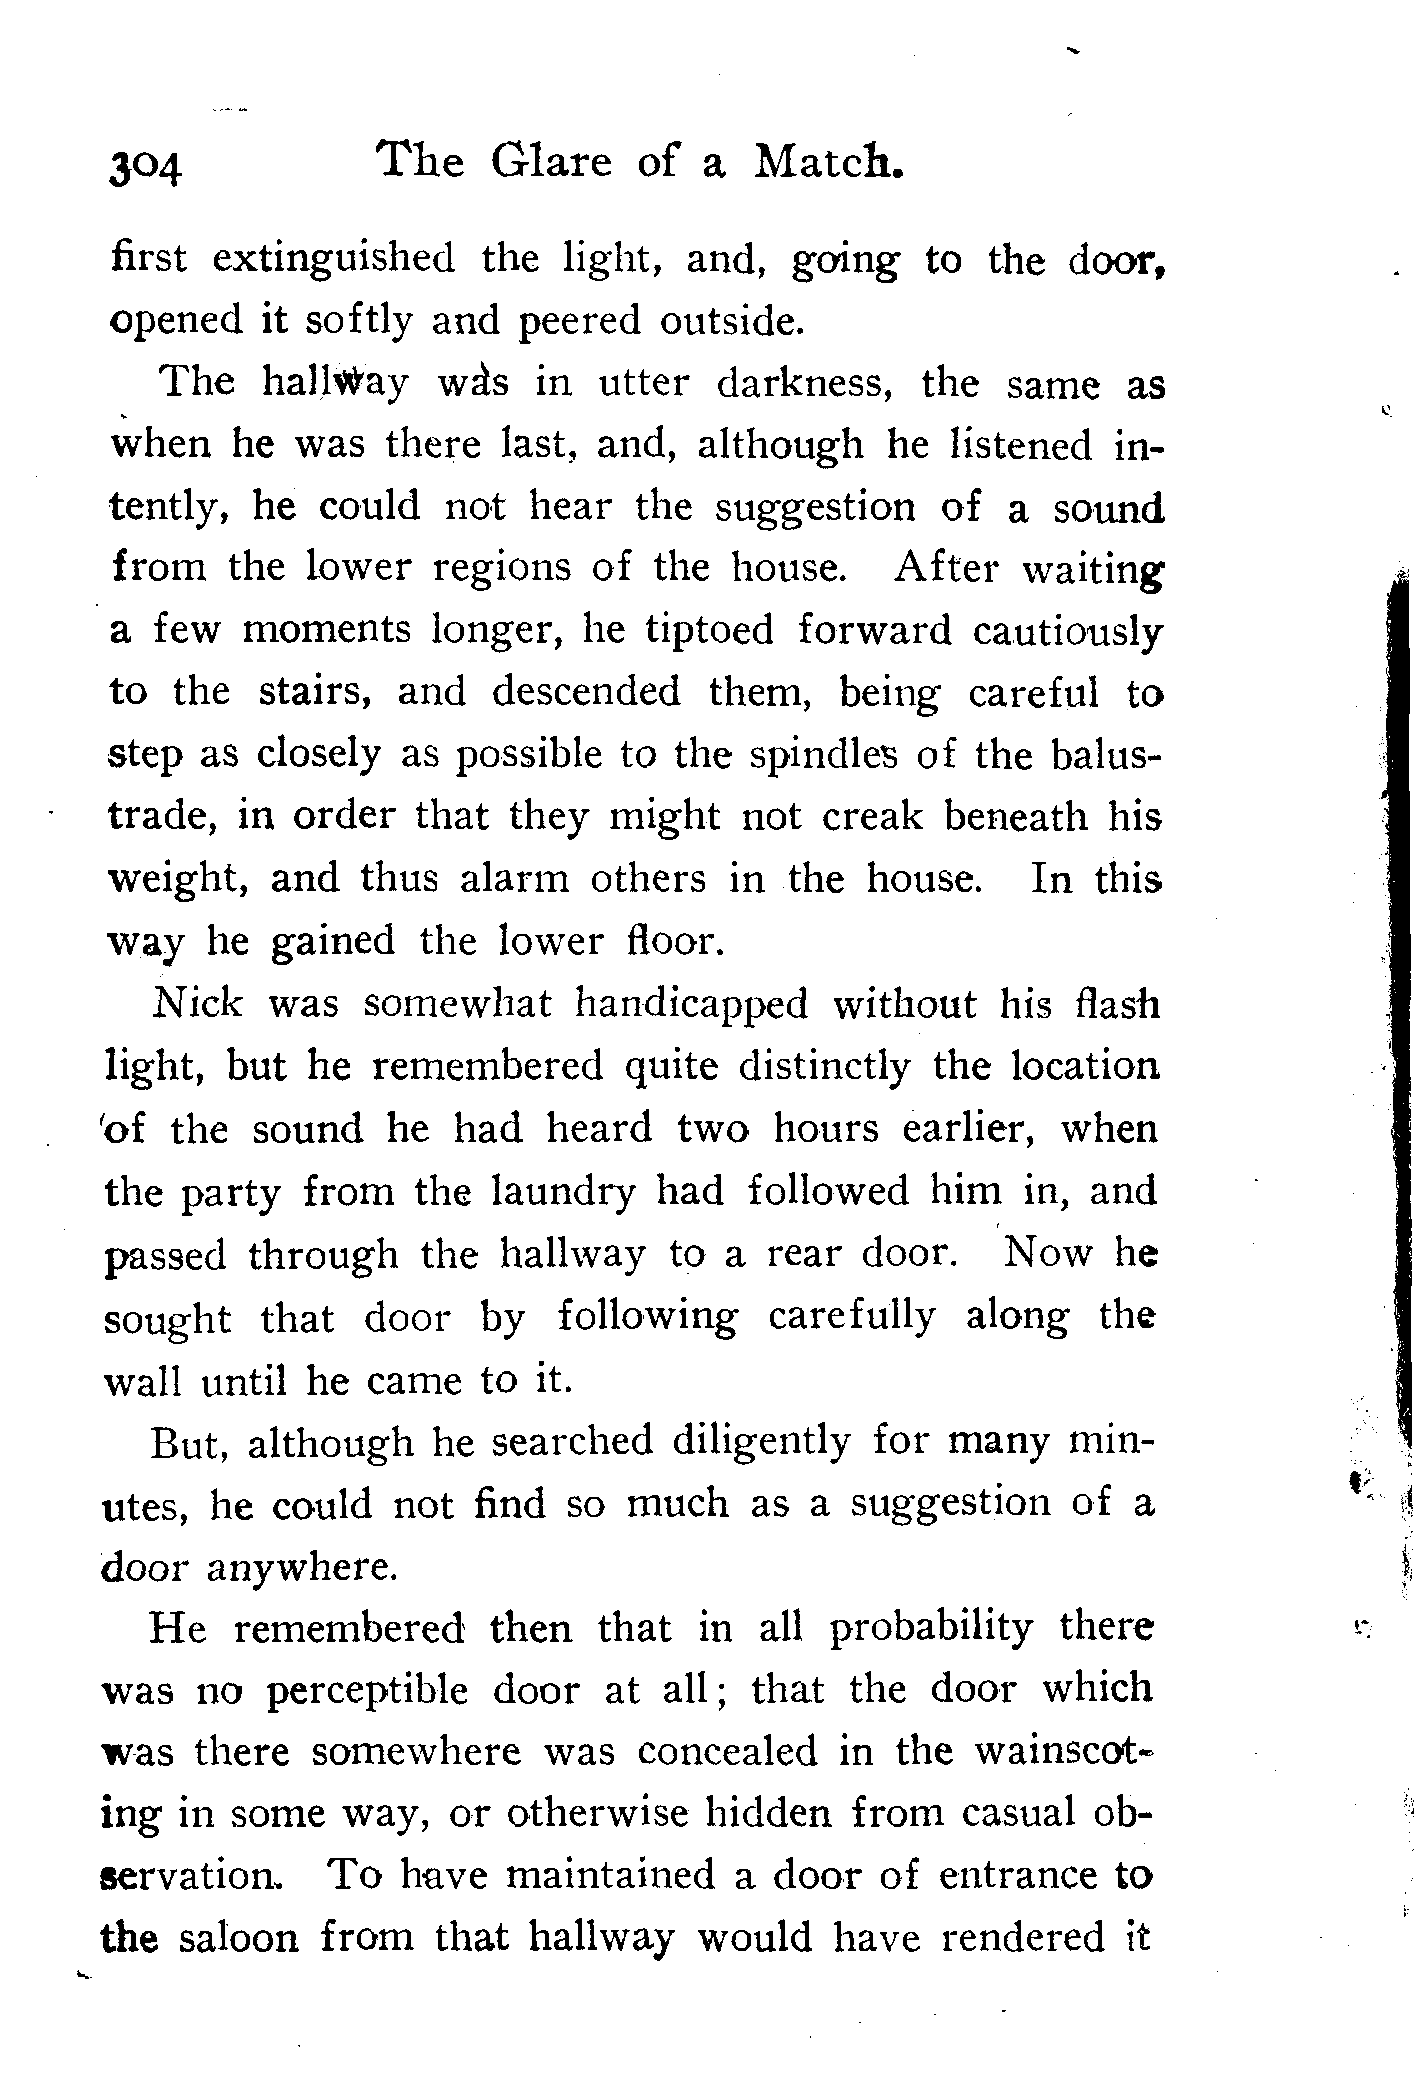 304 The Glare of a Match.
first extinguished the light, and, going to the door,
opened it softly and peered outside.
The hallway was in utter darkness, the same as
when he was there last, and, although he listened in-
tently, he could not hear the suggestion of a sound
from the lower regions of the house. After waiting
a few moments longer, he tiptoed forward cautiously
to the stairs, and descended them, being careful to
step as closely as possible to the spindles of the balus-
trade, in order that they might not creak beneath his
weight, and thus alarm others in the house. In this
way he gained the lower floor.
Nick was somewhat handicapped without his flash
light, but he remembered quite distinctly the location
of the sound he had heard two hours earlier, when
the party from the laundry had followed him in, and
passed through the hallway to a rear door. Now he
sought that door by following carefully along the
wall until he came to it.
But, although he searched diligently for many min-
utes, he could not find so much as a suggestion of a
door anywhere.
He remembered then that in all probability there
was no perceptible door at all; that the door which
was there somewhere was concealed in the wainscot-
ing in some way, or otherwise hidden from casual ob-
servation. To have maintained a door of entrance to
the saloon from that hallway would have rendered it